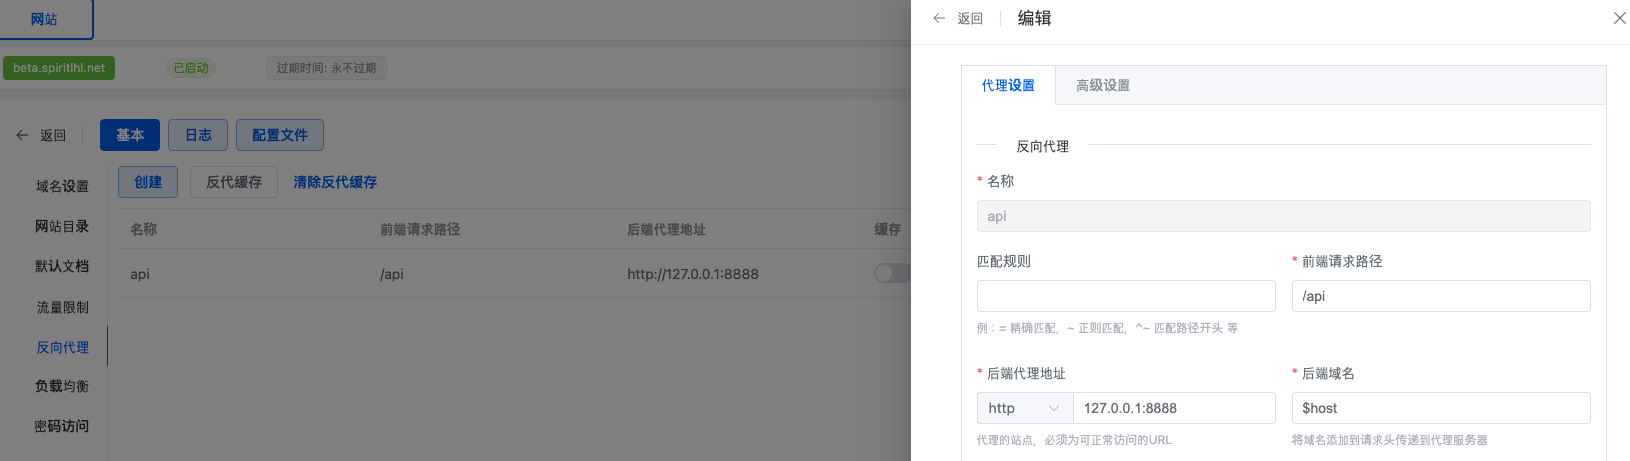 网站
beta.spiritlhl.net 已启动 过期时间: 永不过期
返回 基本 日志 配置文件
域名设置
网站目录
默认文档
流量限制
反向代理
负载均衡
密码访问
创建 反代缓存 清除反代缓存
名称 前端请求路径 后端代理地址 缓存
api /api http://127.0.0.1:8888
返回 编辑
代理设置 高级设置
反向代理
* 名称
api
匹配规则 * 前端请求路径
/api
例：= 精确匹配，~ 正则匹配，^~ 匹配路径开头 等
* 后端代理地址 * 后端域名
http 127.0.0.1:8888 $host
代理的站点，必须为可正常访问的URL 将域名添加到请求头传递到代理服务器